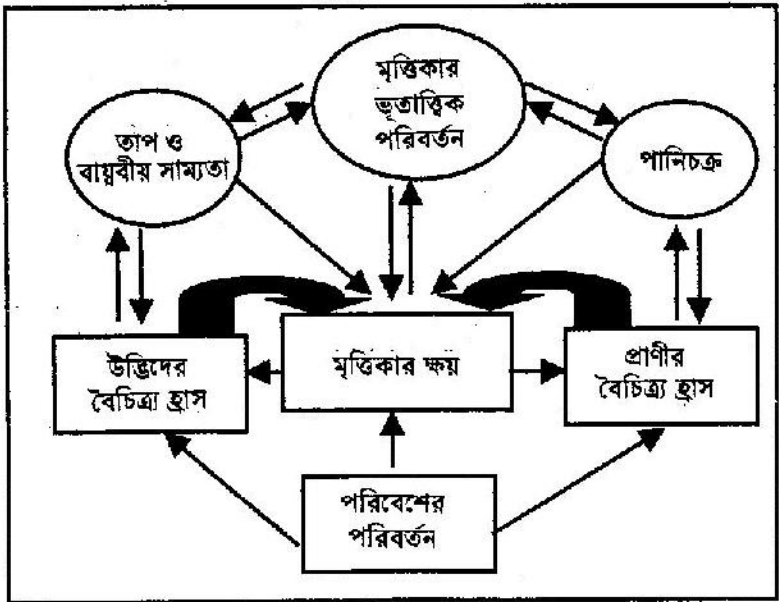 মৃত্তিকার
ভূতাত্ত্বিক
পরিবর্তন
তাপ ও
বায়বীয় সাম্যতা
পানিচক্র
উদ্ভিদের
বৈচিত্র্য হ্রাস
মৃত্তিকার ক্ষয়
প্রাণীর
বৈচিত্র্য হ্রাস
পরিবেশের
পরিবর্তন